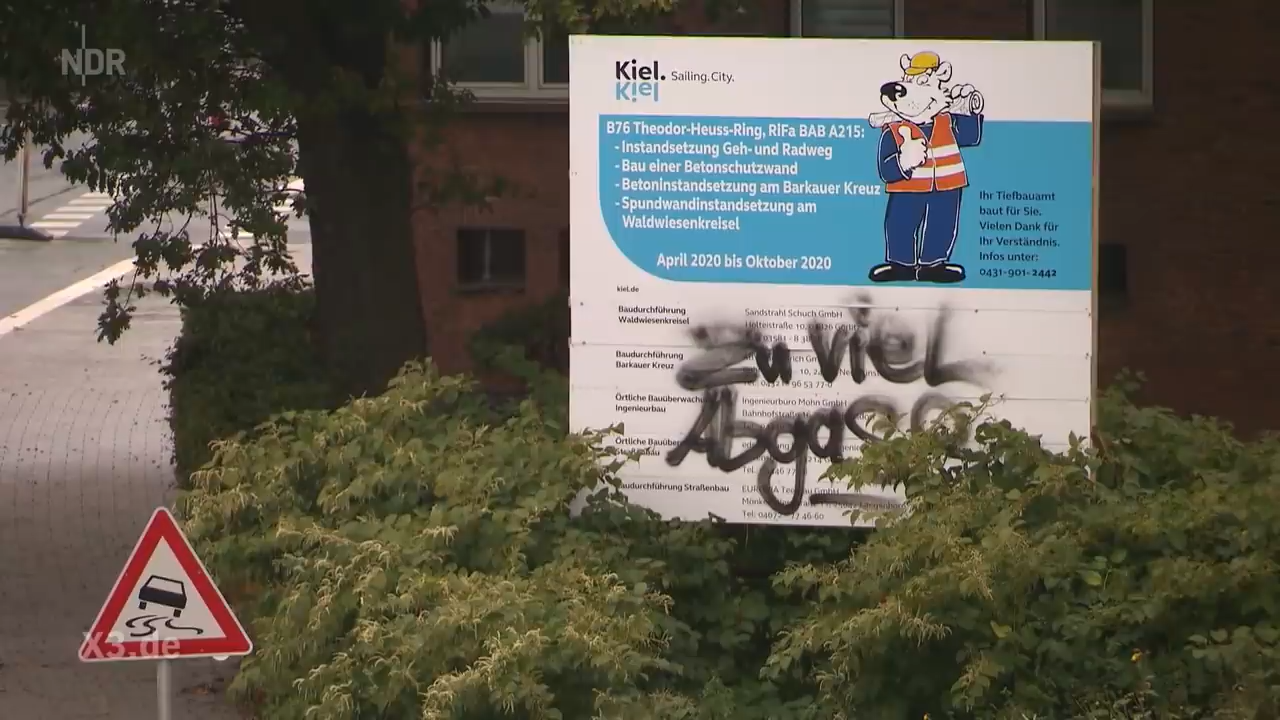 NDR
Kiel. Sailing.City.
Kiel
B76 Theodor-Heuss-Ring, RiFa BAB A215:
- Instandsetzung Geh- und Radweg
- Bau einer Betonschutzwand
- Betoninstandsetzung am Barkauer Kreuz
- Spundwandinstandsetzung am
Waldwiesenkreisel
April 2020 bis Oktober 2020
Ihr Tiefbauamt
baut für Sie.
Vielen Dank für
Ihr Verständnis.
Infos unter:
0431-901-2442
kiel.de
Baudurchführung
Waldwiesenkreisel
Sandstrahl Schuch GmbH
Baudurchführung
Barkauer Kreuz
Örtliche Bauüberwachu
Ingenieurbau
Ingenieurbüro Mohn GmbH
Örtliche Bauüber
Baudurchführung Straßenbau
Zu viel
Abgase
X3.de